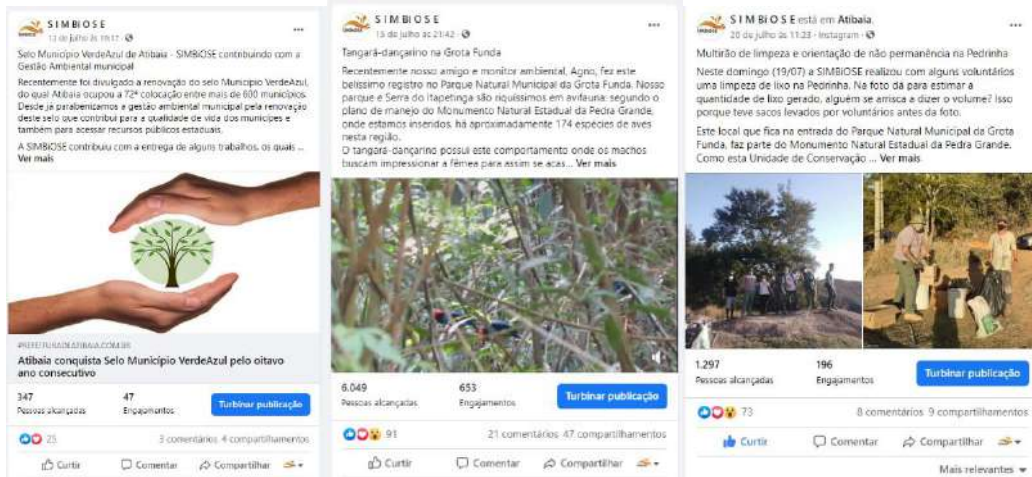 SIMBiOSE
13 de julho às 19:17 ·
Selo Município VerdeAzul de Atibaia - SIMBiOSE contribuindo com a
Gestão Ambiental municipal
Recentemente foi divulgado a renovação do selo Município VerdeAzul,
do qual Atibaia ocupou a 72ª colocação entre mais de 600 municípios.
Desde já parabenizamos a gestão ambiental municipal pela renovação
deste selo que contribui para a qualidade de vida dos munícipes e
também para acessar recursos públicos estaduais.
A SIMBiOSE contribuiu com a entrega de alguns trabalhos, os quais ...
Ver mais
PREFEITURADEATIBAIA.COM.BR
Atibaia conquista Selo Município VerdeAzul pelo oitavo
ano consecutivo
347
Pessoas alcançadas
47
Engajamentos
Turbinar publicação
25
3 comentários 4 compartilhamentos
Curtir
Comentar
Compartilhar
SIMBiOSE
15 de julho às 21:42 ·
Tangará-dançarino na Grota Funda
Recentemente nosso amigo e monitor ambiental, Agno, fez este
belíssimo registro no Parque Natural Municipal da Grota Funda. Nosso
parque e Serra do Itapetinga são riquíssimos em avifauna: segundo o
plano de manejo do Monumento Natural Estadual da Pedra Grande,
onde estamos inseridos, há aproximadamente 174 espécies de aves
nesta região.
O tangará-dançarino possui este comportamento onde os machos
buscam impressionar a fêmea para assim se acas... Ver mais
6.049
Pessoas alcançadas
653
Engajamentos
Turbinar publicação
91
21 comentários 47 compartilhamentos
Curtir
Comentar
Compartilhar
SIMBiOSE está em Atibaia.
20 de julho às 11:23 · Instagram ·
Multirão de limpeza e orientação de não permanência na Pedrinha
Neste domingo (19/07) a SIMBiOSE realizou com alguns voluntários
uma limpeza de lixo na Pedrinha. Na foto dá para estimar a
quantidade de lixo gerado, alguém se arrisca a dizer o volume? Isso
porque teve sacos levados por voluntários antes da foto.
Este local que fica na entrada do Parque Natural Municipal da Grota
Funda, faz parte do Monumento Natural Estadual da Pedra Grande.
Como esta Unidade de Conservação ... Ver mais
1.297
Pessoas alcançadas
196
Engajamentos
Turbinar publicação
73
8 comentários 9 compartilhamentos
Curtir
Comentar
Compartilhar
Mais relevantes